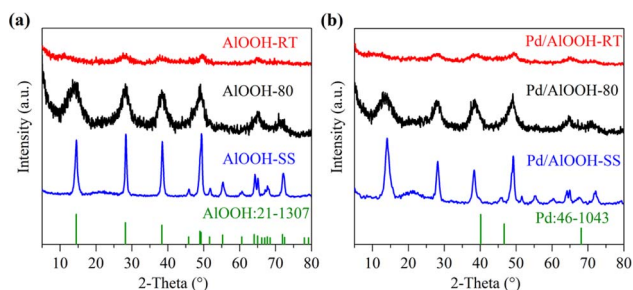 (a)
AlOOH-RT
AlOOH-80
AlOOH-SS
AlOOH:21-1307
Intensity (a.u.)
10 20 30 40 50 60 70 80
2-Theta (°)
(b)
Pd/AlOOH-RT
Pd/AlOOH-80
Pd/AlOOH-SS
Pd:46-1043
Intensity (a.u.)
10 20 30 40 50 60 70 80
2-Theta (°)